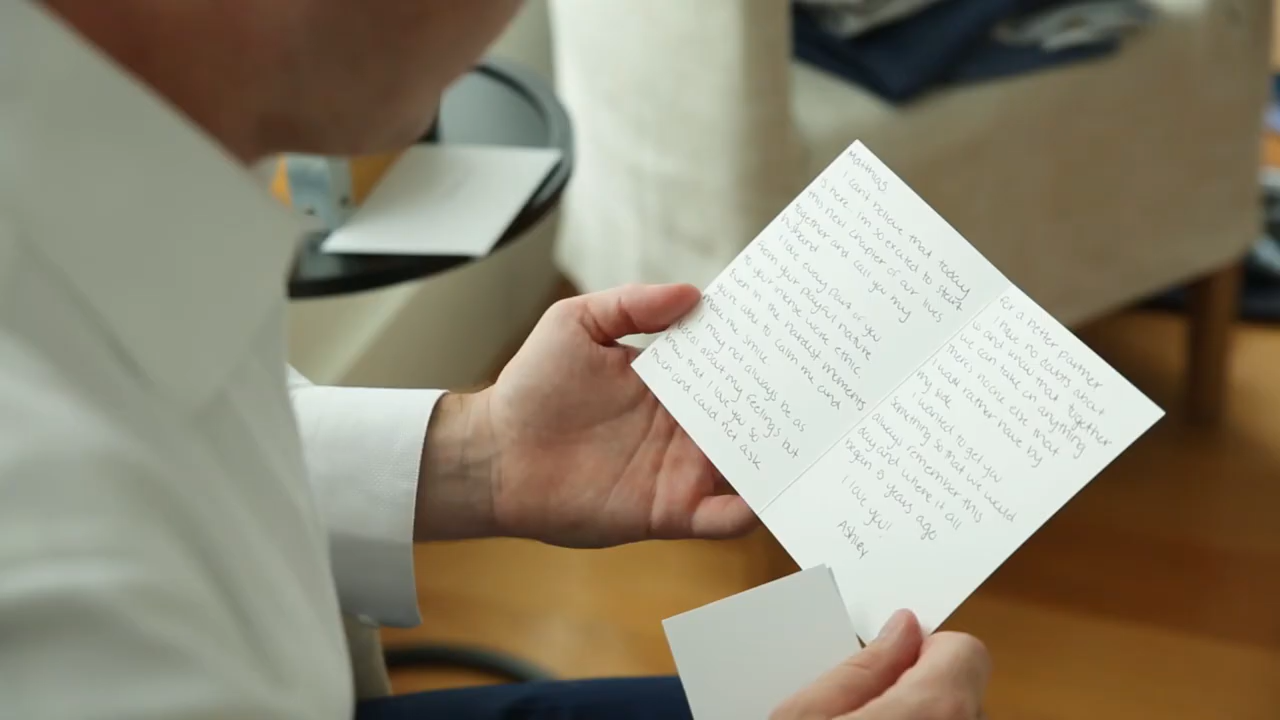 Matthias,
I can't believe that today
is here. I'm so excited to start
this next chapter of our lives
together and call you my
husband.
I love every part of you
from your playful nature
to your intense work ethic.
Even in the hardest moments
you're able to calm me and
make me smile.
I may not always be as
vocal about my feelings but
know that I love you so
much and could not ask
for a better partner.
I have no doubts about
us and know that together
we can take on anything.
There's no one else that
I would rather have by
my side.
I wanted to get you
something so that we would
always remember this
day and where it all
began 5 years ago.
I love you!
Ashley